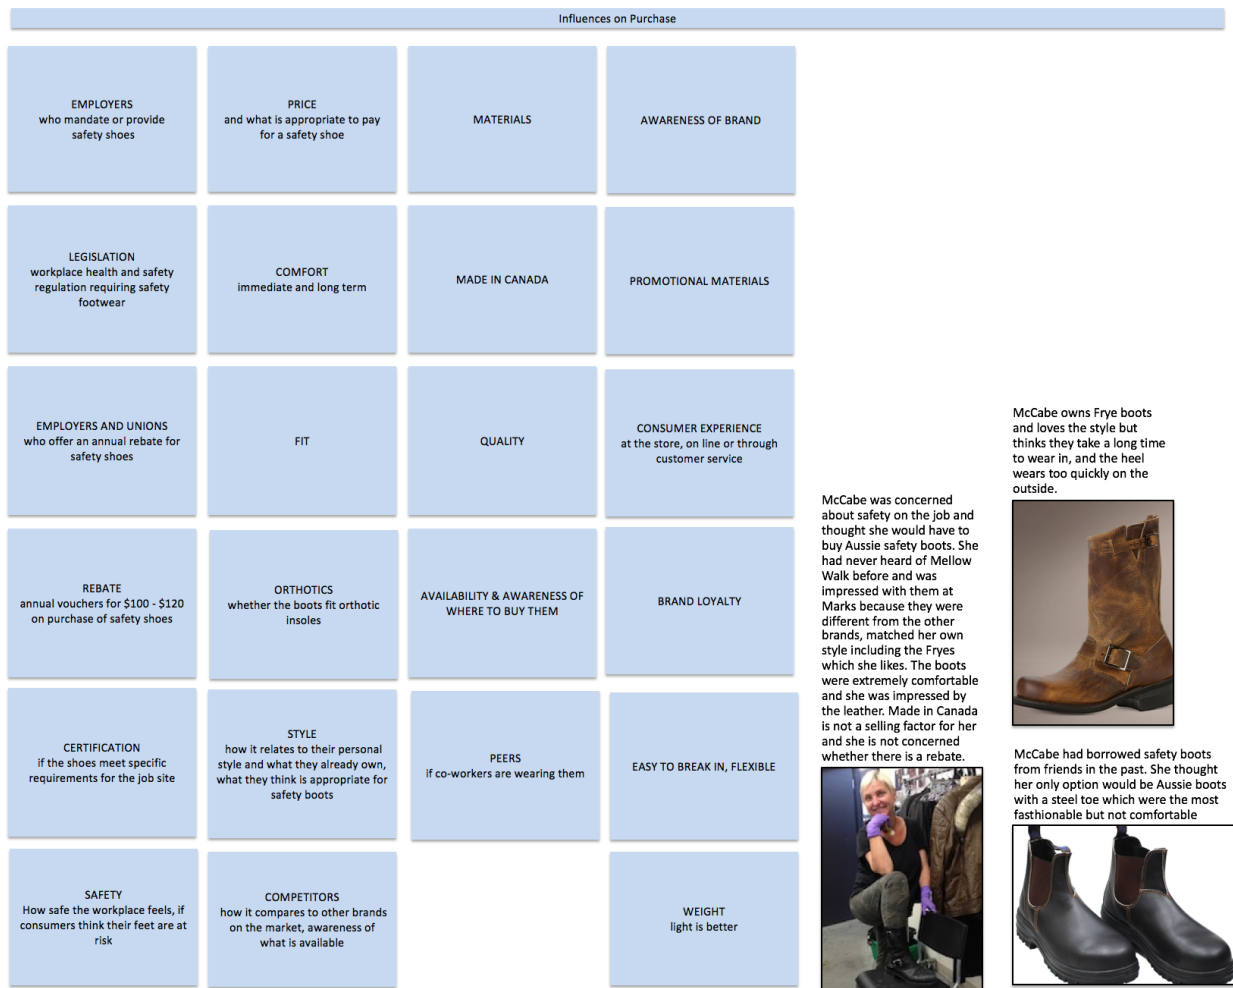 Influences on Purchase
EMPLOYERS
who mandate or provide
safety shoes
PRICE
and what is appropriate to pay
for a safety shoe
MATERIALS
AWARENESS OF BRAND
LEGISLATION
workplace health and safety
regulation requiring safety
footwear
COMFORT
immediate and long term
MADE IN CANADA
PROMOTIONAL MATERIALS
EMPLOYERS AND UNIONS
who offer an annual rebate for
safety shoes
FIT
QUALITY
CONSUMER EXPERIENCE
at the store, on line or through
customer service
REBATE
annual vouchers for $100 - $120
on purchase of safety shoes
ORTHOTICS
whether the boots fit orthotic
insoles
AVAILABILITY & AWARENESS OF
WHERE TO BUY THEM
BRAND LOYALTY
CERTIFICATION
if the shoes meet specific
requirements for the job site
STYLE
how it relates to their personal
style and what they already own,
what they think is appropriate for
safety boots
PEERS
if co-workers are wearing them
EASY TO BREAK IN, FLEXIBLE
SAFETY
How safe the workplace feels, if
consumers think their feet are at
risk
COMPETITORS
how it compares to other brands
on the market, awareness of
what is available
WEIGHT
light is better
McCabe was concerned
about safety on the job and
thought she would have to
buy Aussie safety boots. She
had never heard of Mellow
Walk before and was
impressed with them at
Marks because they were
different from the other
brands, matched her own
style including the Fryes
which she likes. The boots
were extremely comfortable
and she was impressed by
the leather. Made in Canada
is not a selling factor for her
and she is not concerned
whether there is a rebate.
McCabe owns Frye boots
and loves the style but
thinks they take a long time
to wear in, and the heel
wears too quickly on the
outside.
McCabe had borrowed safety boots
from friends in the past. She thought
her only option would be Aussie boots
with a steel toe which were the most
fasthionable but not comfortable